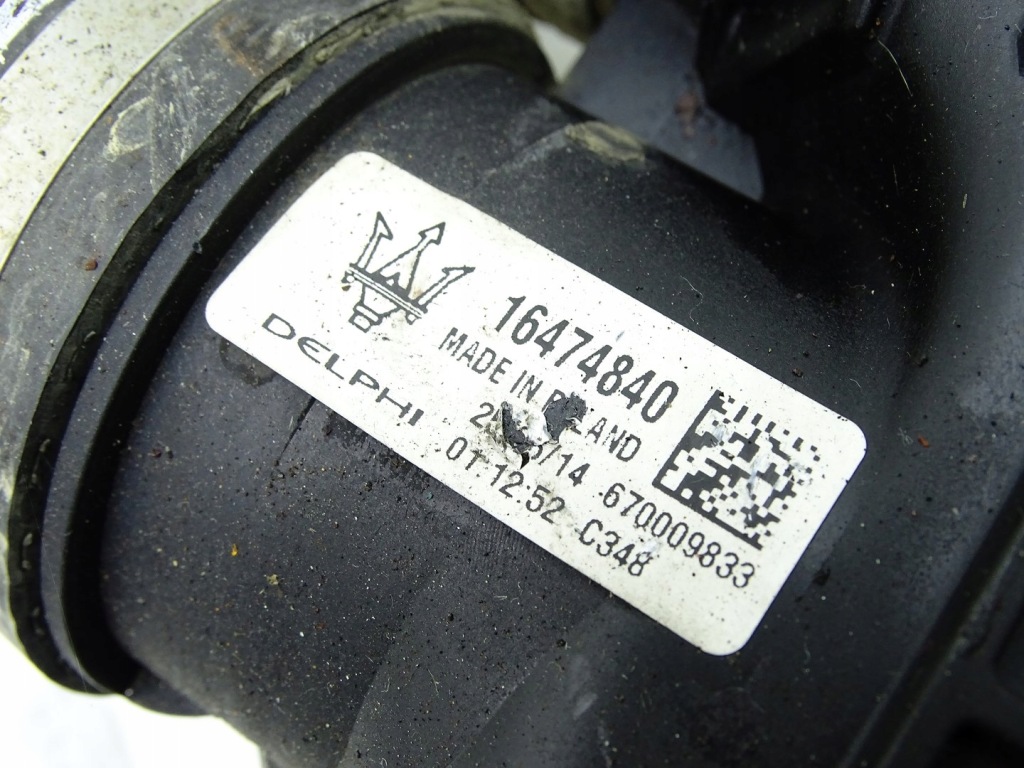 16474840
MADE IN
670009833
DELPHI
01 12:52 C348